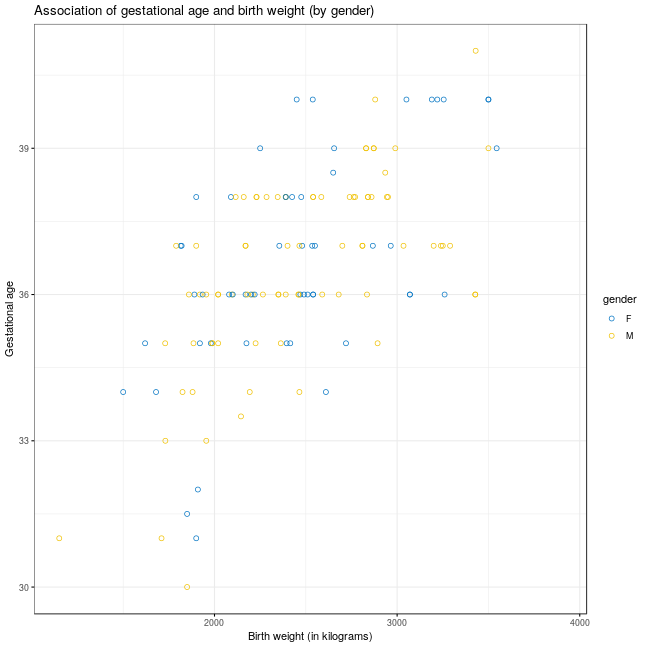 Association of gestational age and birth weight (by gender)
39
36
33
30
Gestational age
2000
3000
4000
Birth weight (in kilograms)
gender
F
M